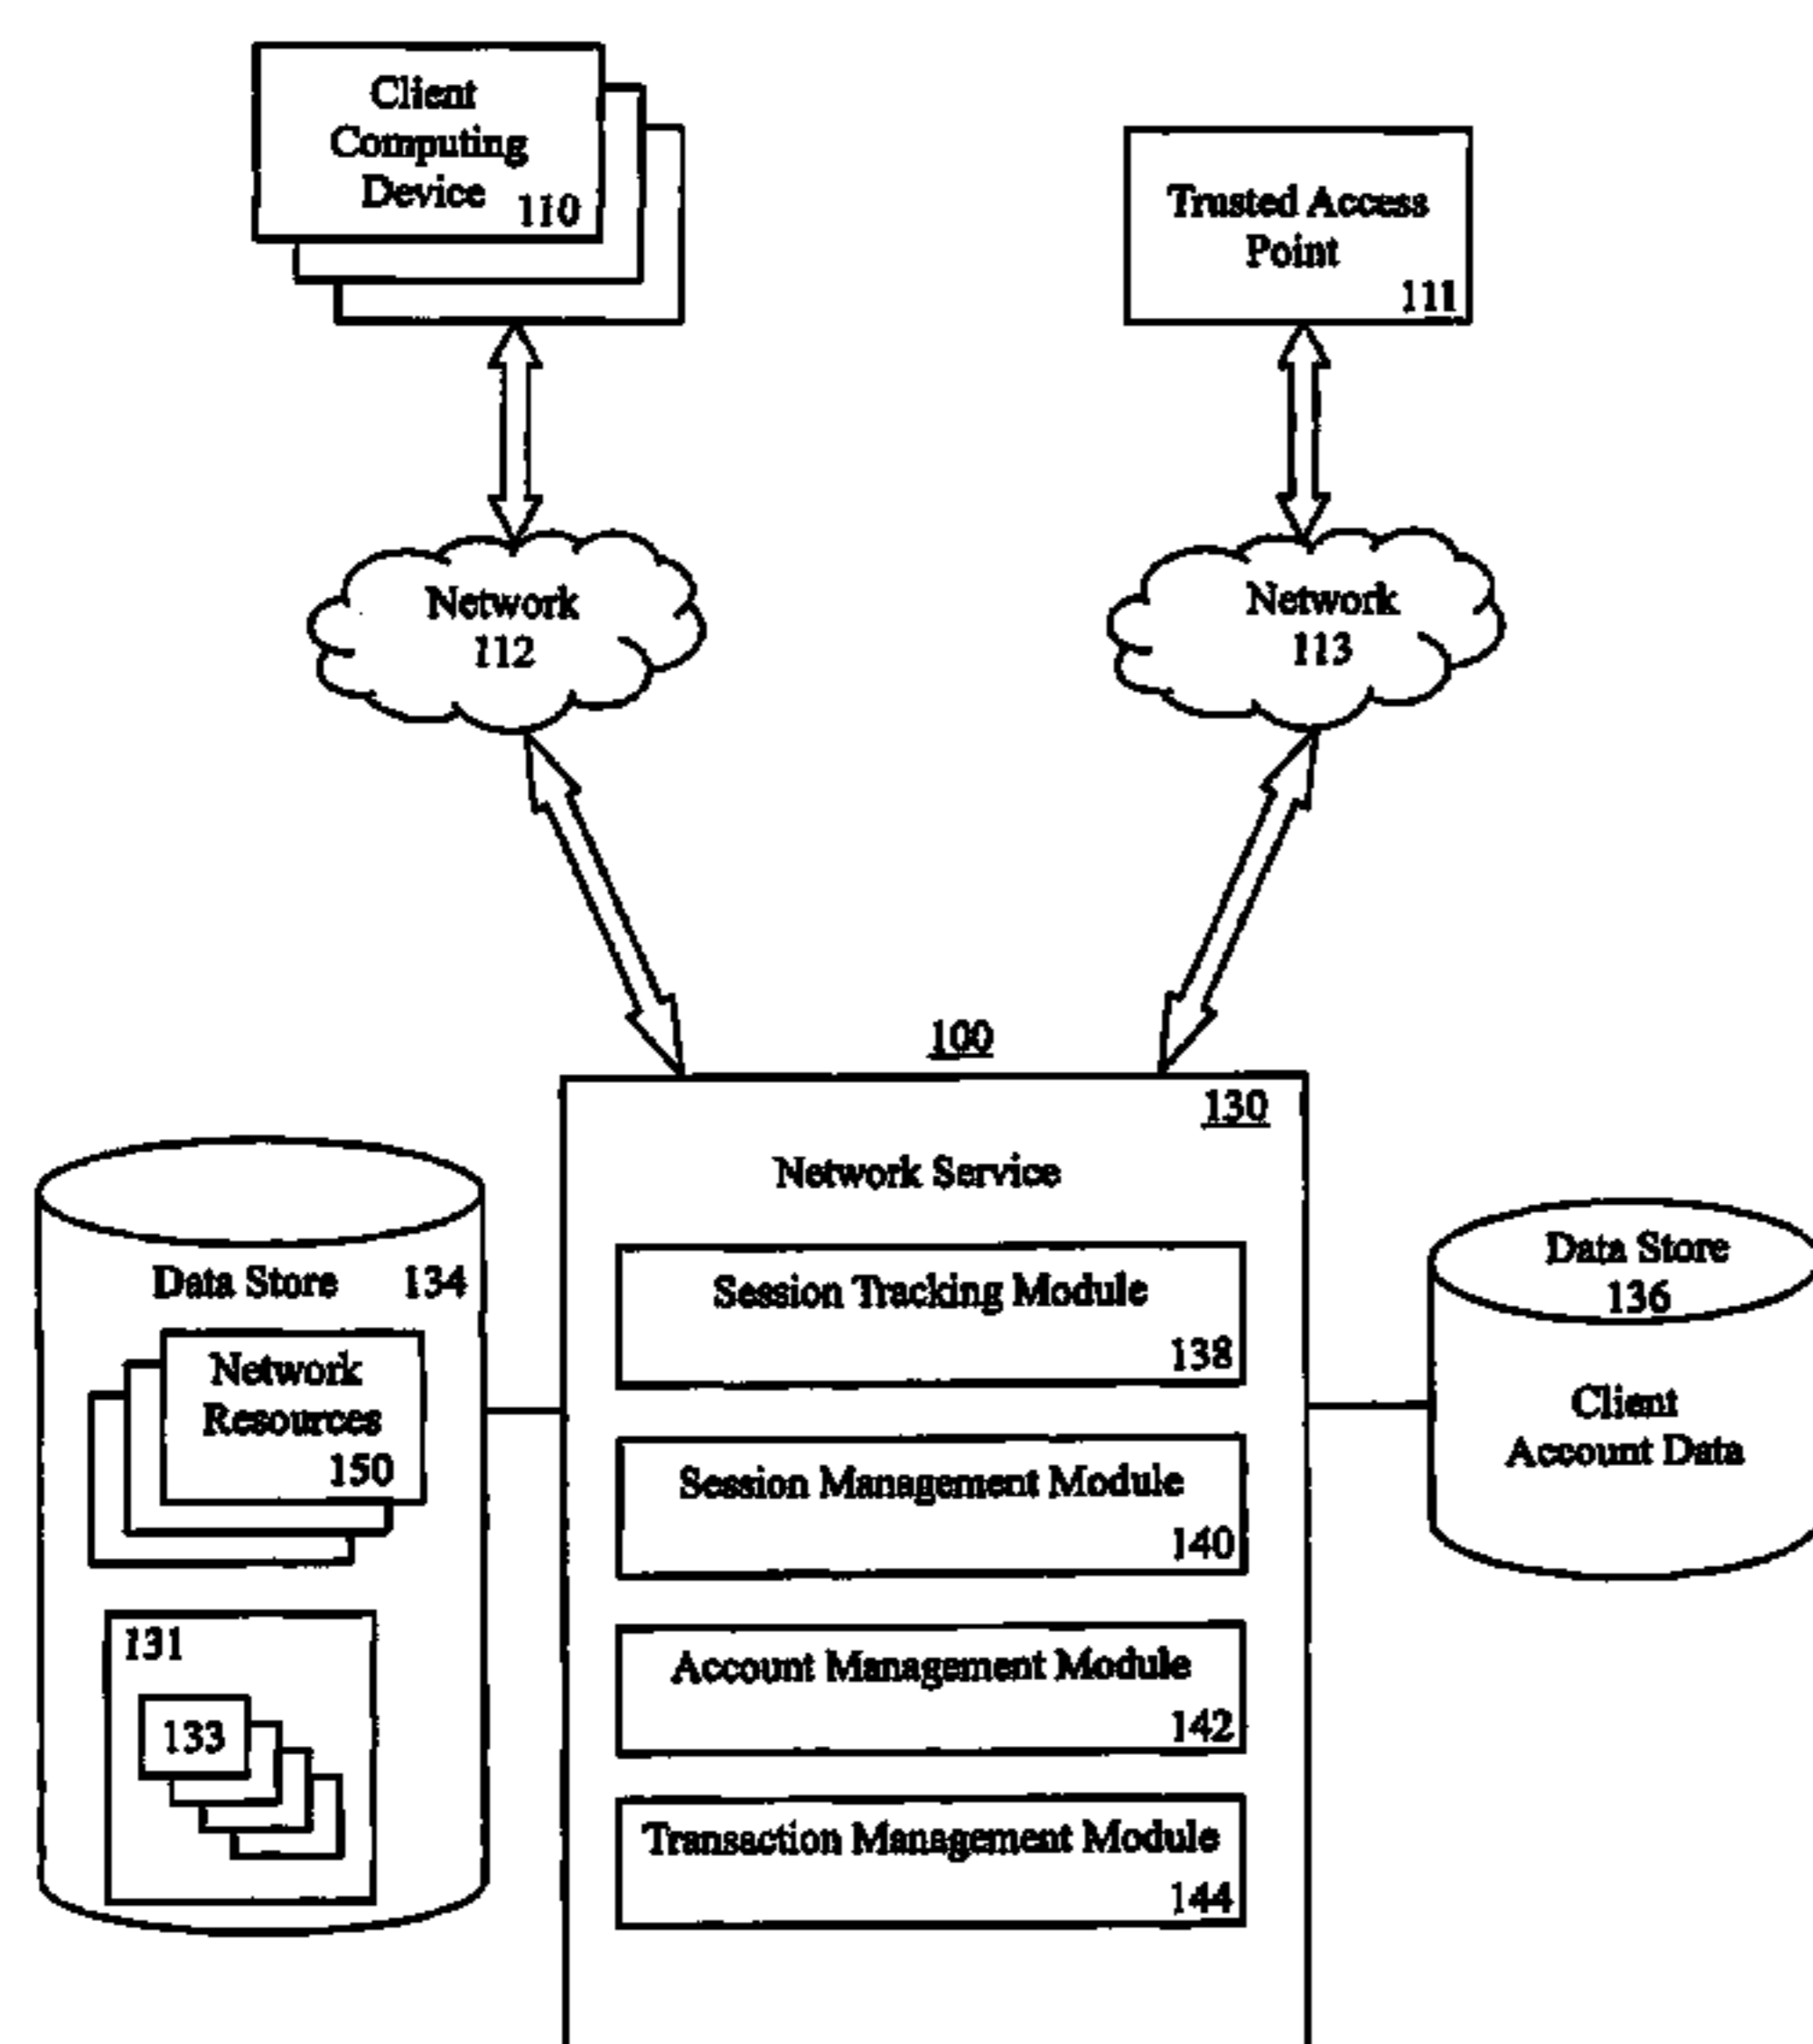 Client
Computing
Device
110
Trusted Access
Point
111
Network
112
Network
113
100
130
Network Service
Session Tracking Module
138
Session Management Module
140
Account Management Module
142
Transaction Management Module
144
Data Store 134
Network
Resources
150
131
133
Data Store
136
Client
Account Data